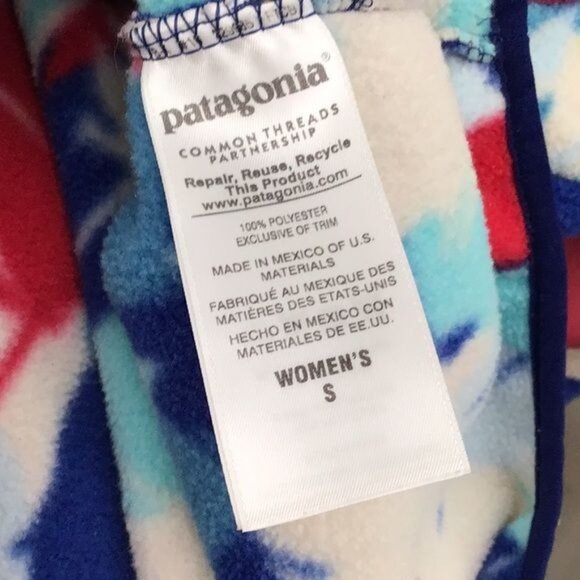 patagonia®
COMMON THREADS
PARTNERSHIP
Repair, Reuse, Recycle
This Product
www.patagonia.com
100% POLYESTER
EXCLUSIVE OF TRIM
MADE IN MEXICO OF U.S.
MATERIALS
FABRIQUÉ AU MEXIQUE DES
MATIÈRES DES ETATS-UNIS
HECHO EN MEXICO CON
MATERIALES DE EE.UU.
WOMEN'S
S